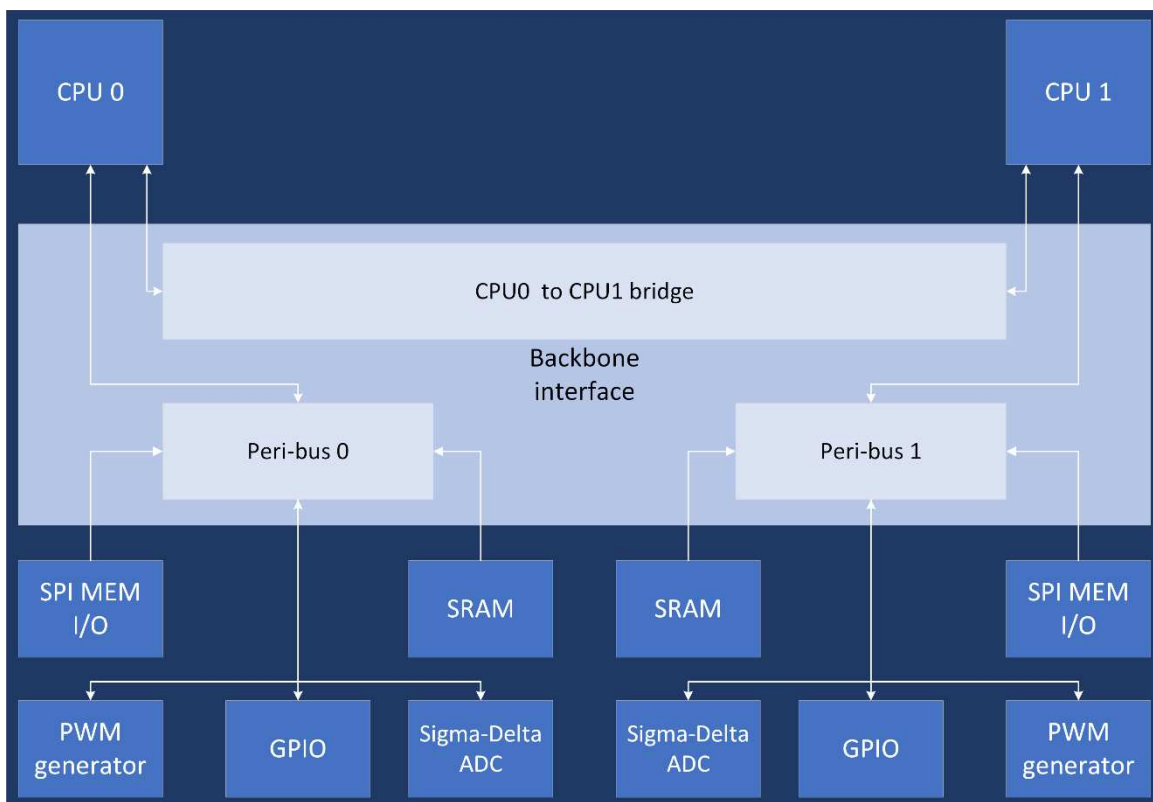 CPU 0
CPU 1
CPU0 to CPU1 bridge
Backbone
interface
Peri-bus 0
Peri-bus 1
SPI MEM
I/O
SRAM
SRAM
SPI MEM
I/O
PWM
generator
GPIO
Sigma-Delta
ADC
Sigma-Delta
ADC
GPIO
PWM
generator